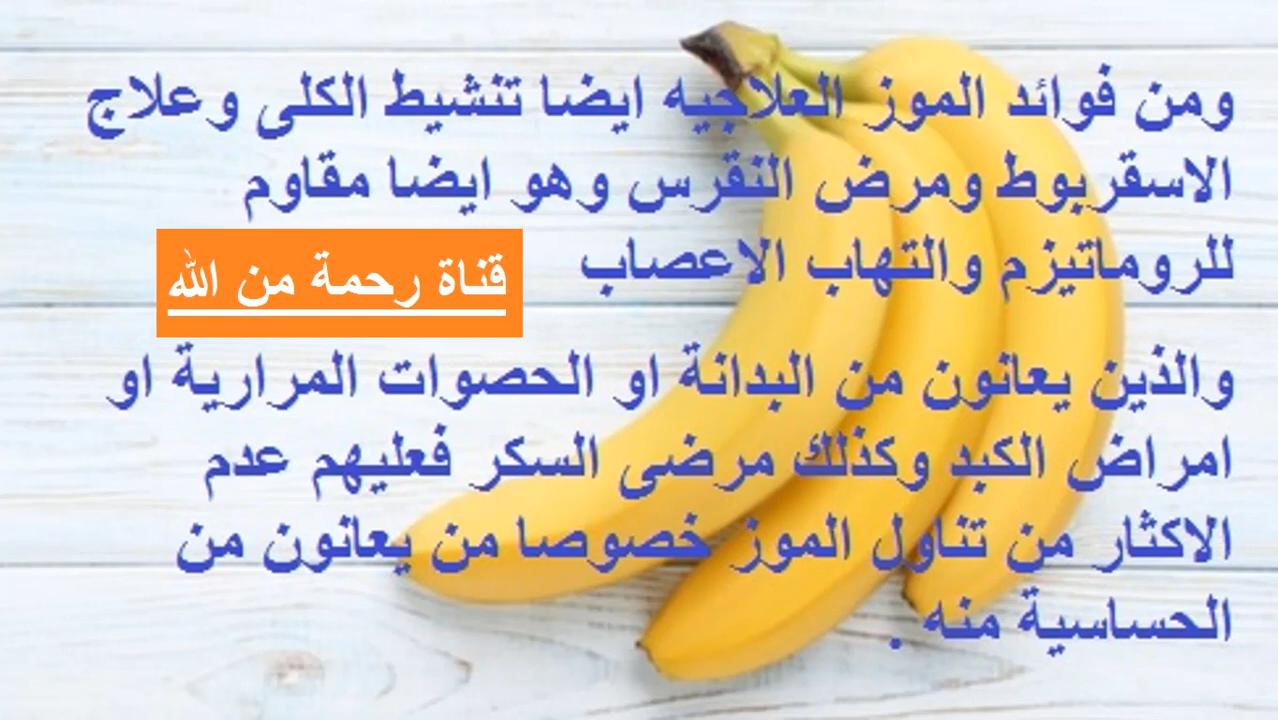 ومن فوائد الموز العلاجيه ايضا تنشيط الكلى وعلاج
الاسقربوط ومرض النقرس وهو ايضا مقاوم
للروماتيزم والتهاب الاعصاب
قناة رحمة من الله
والذين يعانون من البدانة او الحصوات المرارية او
امراض الكبد وكذلك مرضى السكر فعليهم عدم
الاكثار من تناول الموز خصوصا من يعانون من
الحساسية منه .